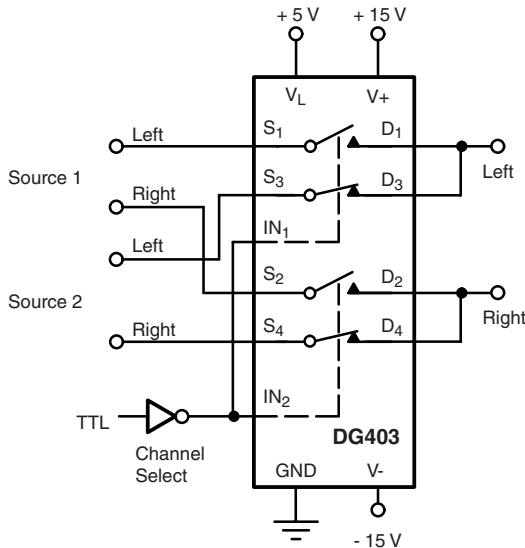 + 5 V
+ 15 V
VL
V+
Left
S1
D1
Left
Source 1
S3
D3
Right
IN1
Left
S2
D2
Source 2
Right
Right
S4
D4
TTL
IN2
Channel
Select
DG403
GND
V-
- 15 V